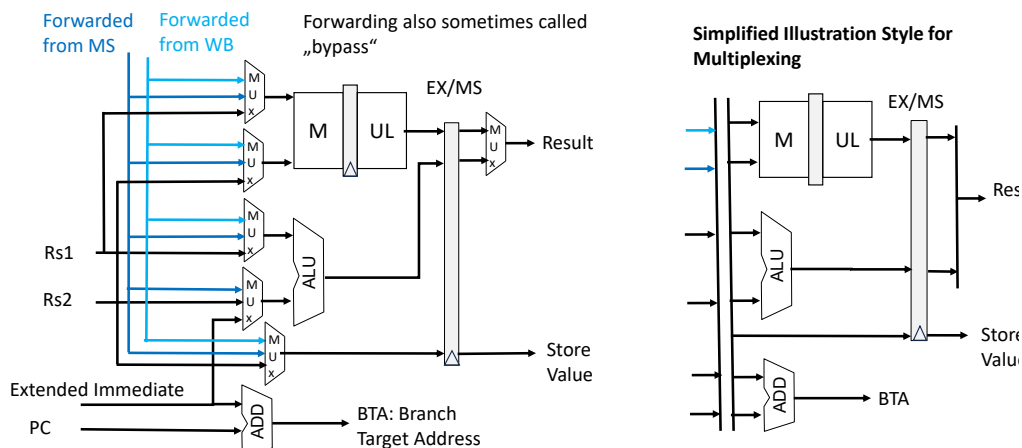 Forwarded
from MS
Forwarded
from WB
Forwarding also sometimes called
„bypass“
EX/MS
M
U
x
M
U
x
M
UL
M
U
x
Result
M
U
x
Rs1
ALU
M
U
x
Rs2
M
U
x
Store
Value
Extended Immediate
PC
ADD
BTA: Branch
Target Address
Simplified Illustration Style for
Multiplexing
EX/MS
M
UL
Res
ALU
Store
Value
ADD
BTA